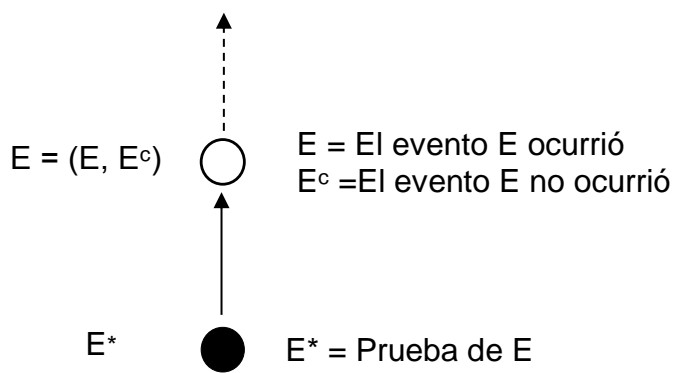 E = (E, Eᶜ)
E = El evento E ocurrió
Eᶜ =El evento E no ocurrió
E* 
E* = Prueba de E